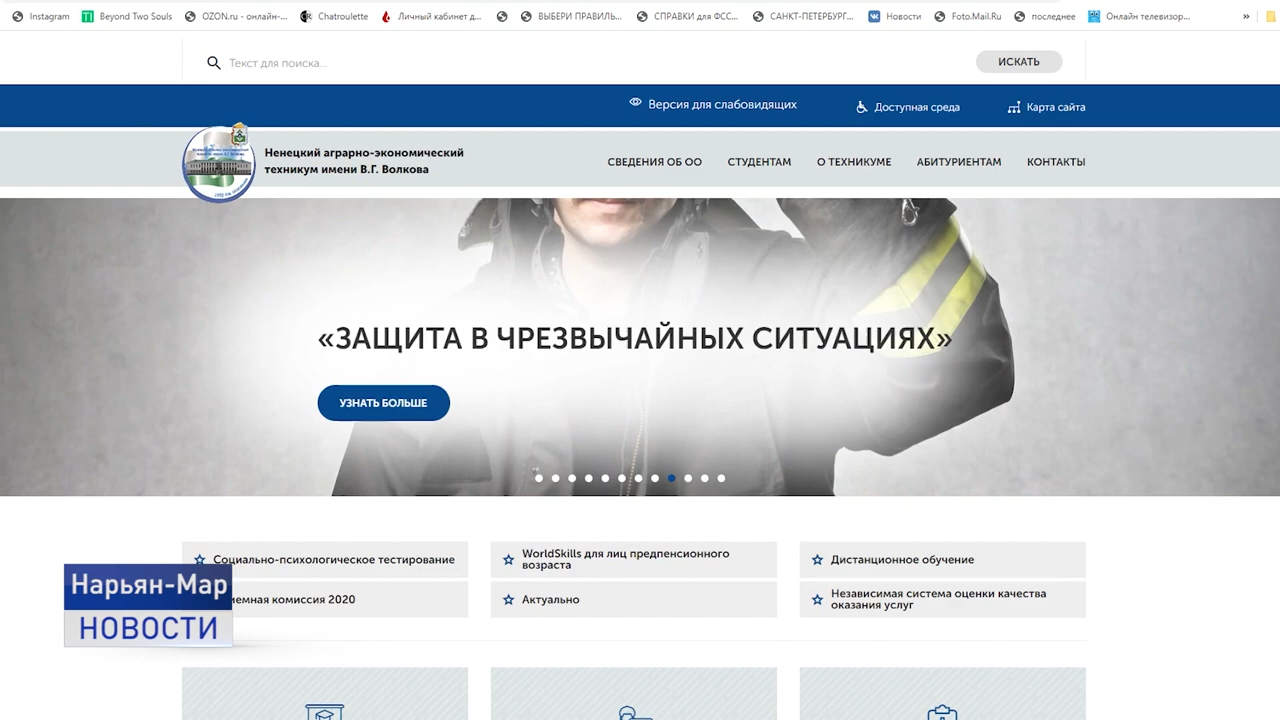 Instagram
Beyond Two Souls
OZON.ru - онлайн-...
Chatroulette
Личный кабинет д...
ВЫБЕРИ ПРАВИЛЬ...
СПРАВКИ для ФСС...
САНКТ-ПЕТЕРБУРГ...
Новости
Foto.Mail.Ru
последнее
Онлайн телевизор...
»
Текст для поиска...
ИСКАТЬ
Версия для слабовидящих
Доступная среда
Карта сайта
Ненецкий аграрно-экономический
техникум имени В.Г. Волкова
СВЕДЕНИЯ ОБ ОО
СТУДЕНТАМ
О ТЕХНИКУМЕ
АБИТУРИЕНТАМ
КОНТАКТЫ
«ЗАЩИТА В ЧРЕЗВЫЧАЙНЫХ СИТУАЦИЯХ»
УЗНАТЬ БОЛЬШЕ
Социально-психологическое тестирование
WorldSkills для лиц предпенсионного
возраста
Дистанционное обучение
емная комиссия 2020
Актуально
Независимая система оценки качества
оказания услуг
Нарьян-Мар
НОВОСТИ